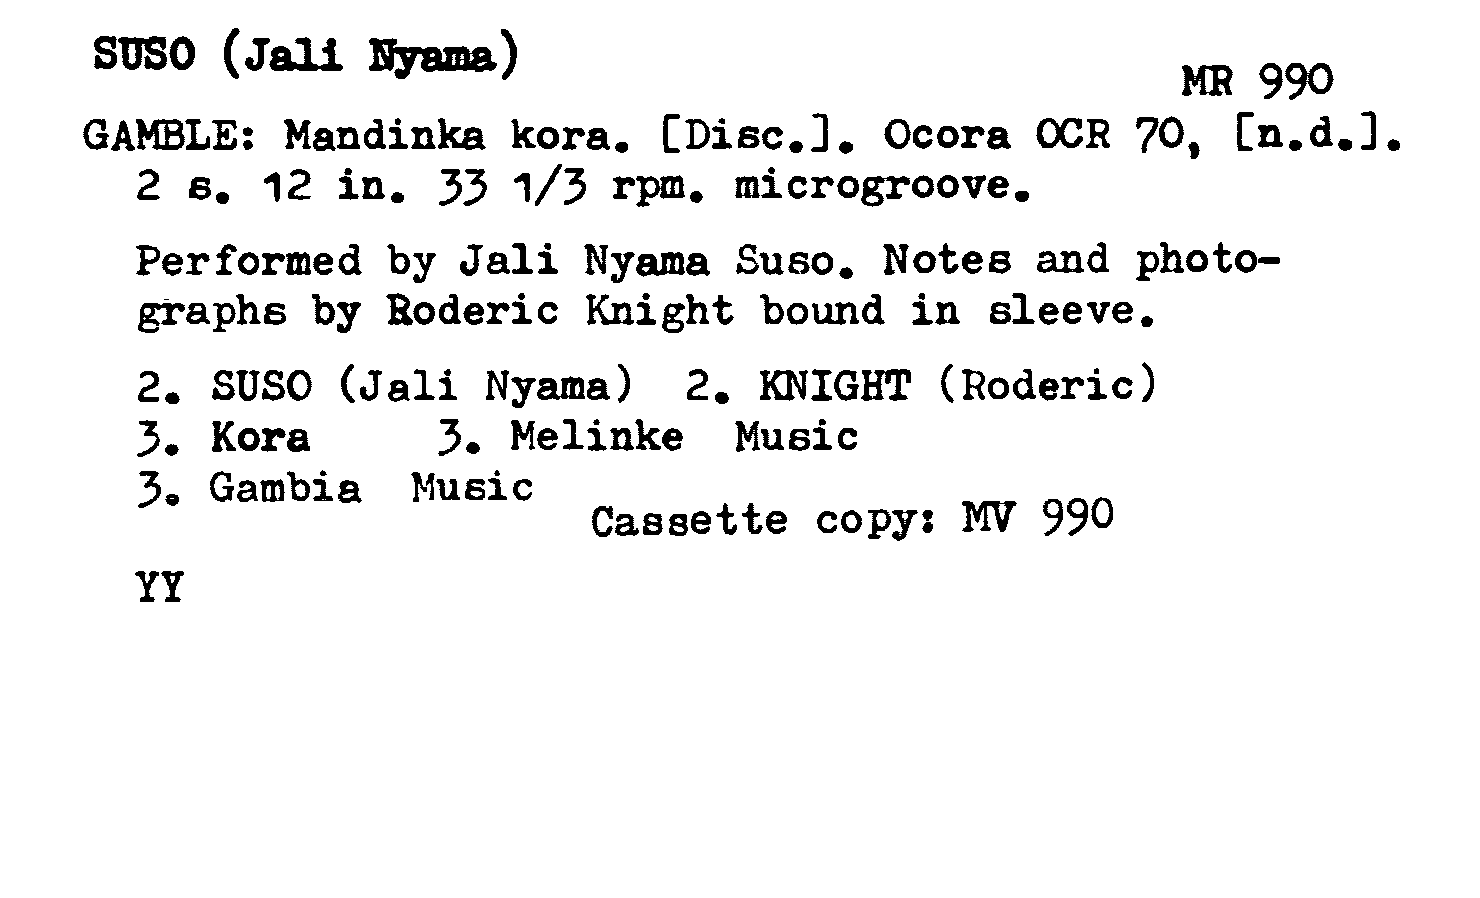 SUSO (Jali Nyama)
MR 990
GAMBLE: Mandinka kora. [Disc.]. Ocora OCR 70, [n.d.].
2 s. 12 in. 33 1/3 rpm. microgroove.
Performed by Jali Nyama Suso. Notes and photo-
graphs by Roderic Knight bound in sleeve.
2. SUSO (Jali Nyama) 2. KNIGHT (Roderic)
3. Kora 3. Melinke Music
3. Gambia Music
Cassette copy: MV 990
YY